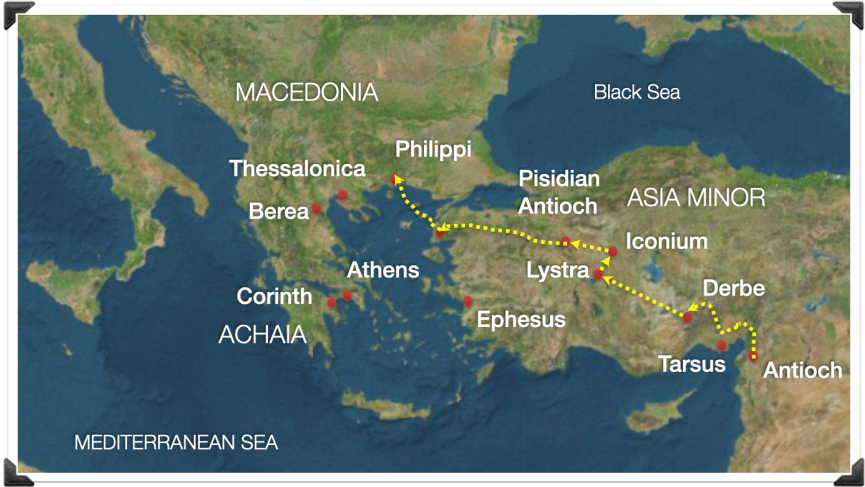 Black Sea
MACEDONIA
Philippi
Thessalonica
Pisidian
Antioch
ASIA MINOR
Berea
Iconium
Athens
Lystra
Derbe
Corinth
Ephesus
ACHAIA
Tarsus
Antioch
MEDITERRANEAN SEA